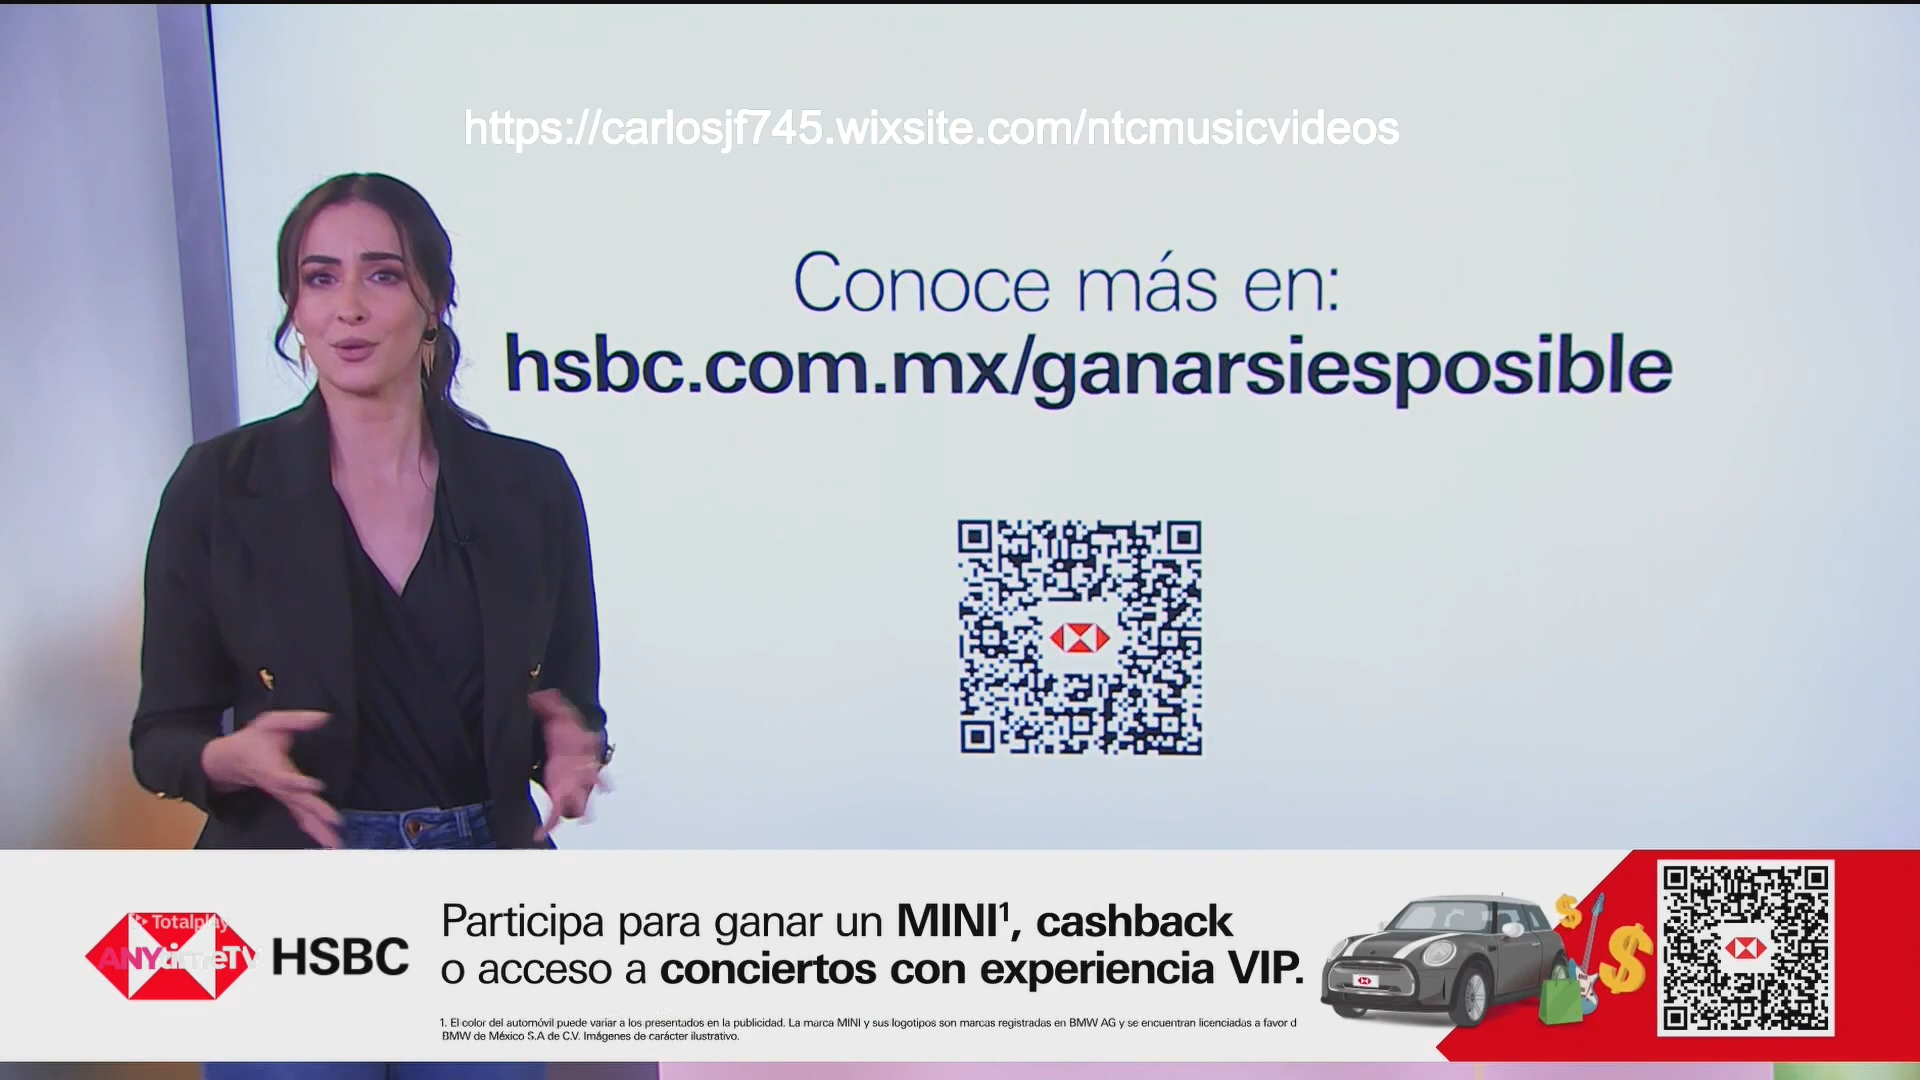 https://carlosjf745.wixsite.com/ntcmusicvideos
Conoce más en:
hsbc.com.mx/ganarsiesposible
Totalplay
ANYtimeTV
HSBC
Participa para ganar un MINI¹, cashback
o acceso a conciertos con experiencia VIP.
1. El color del automóvil puede variar a los presentados en la publicidad. La marca MINI y sus logotipos son marcas registradas en BMW AG y se encuentran licenciadas a favor d
BMW de México S.A de C.V. Imágenes de carácter ilustrativo.